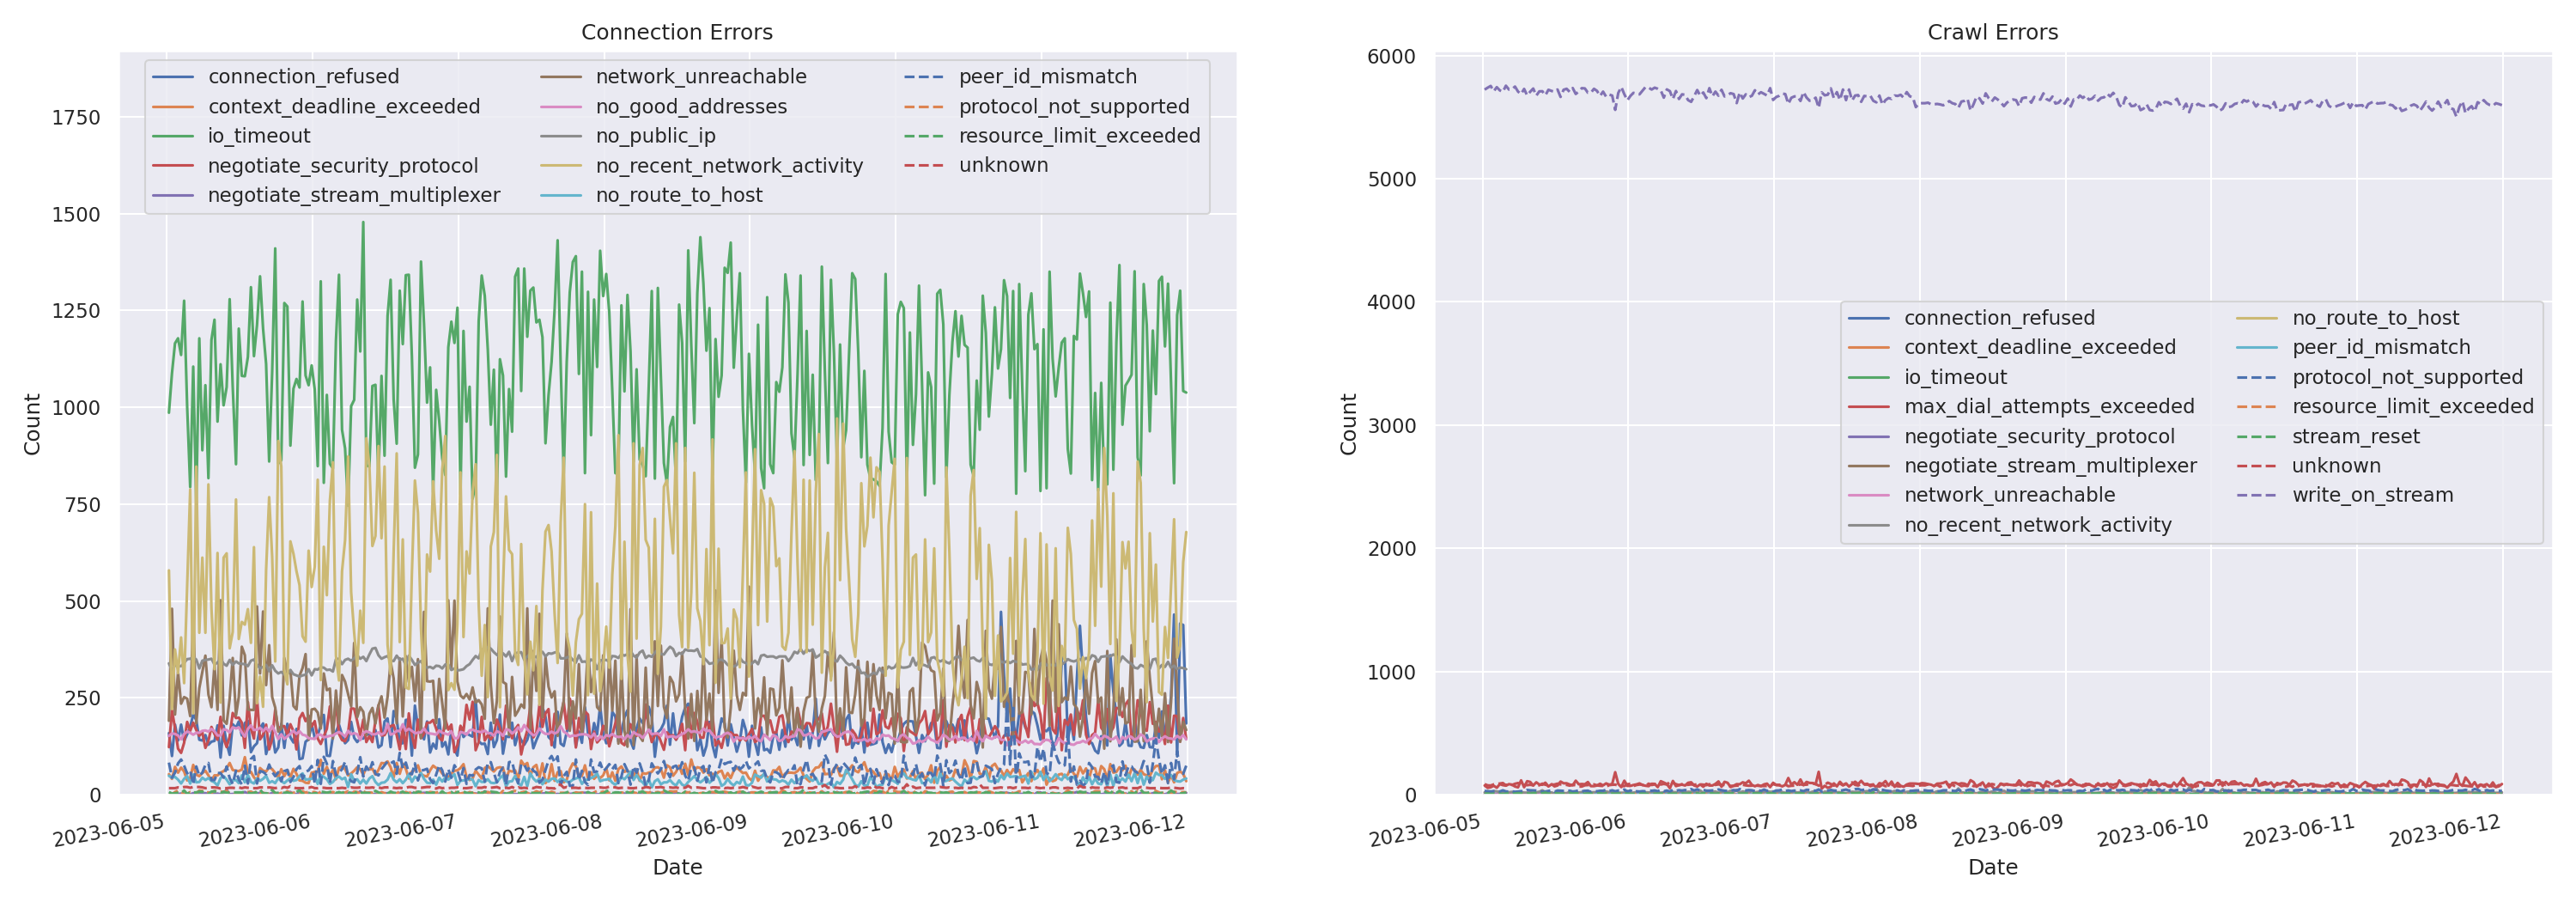 Connection Errors
Count
1750
1500
1250
1000
750
500
250
0
connection_refused
context_deadline_exceeded
io_timeout
negotiate_security_protocol
negotiate_stream_multiplexer
network_unreachable
no_good_addresses
no_public_ip
no_recent_network_activity
no_route_to_host
peer_id_mismatch
protocol_not_supported
resource_limit_exceeded
unknown
2023-06-05
2023-06-06
2023-06-07
2023-06-08
2023-06-09
2023-06-10
2023-06-11
2023-06-12
Date
Crawl Errors
Count
6000
5000
4000
3000
2000
1000
0
connection_refused
context_deadline_exceeded
io_timeout
max_dial_attempts_exceeded
negotiate_security_protocol
negotiate_stream_multiplexer
network_unreachable
no_recent_network_activity
no_route_to_host
peer_id_mismatch
protocol_not_supported
resource_limit_exceeded
stream_reset
unknown
write_on_stream
2023-06-05
2023-06-06
2023-06-07
2023-06-08
2023-06-09
2023-06-10
2023-06-11
2023-06-12
Date